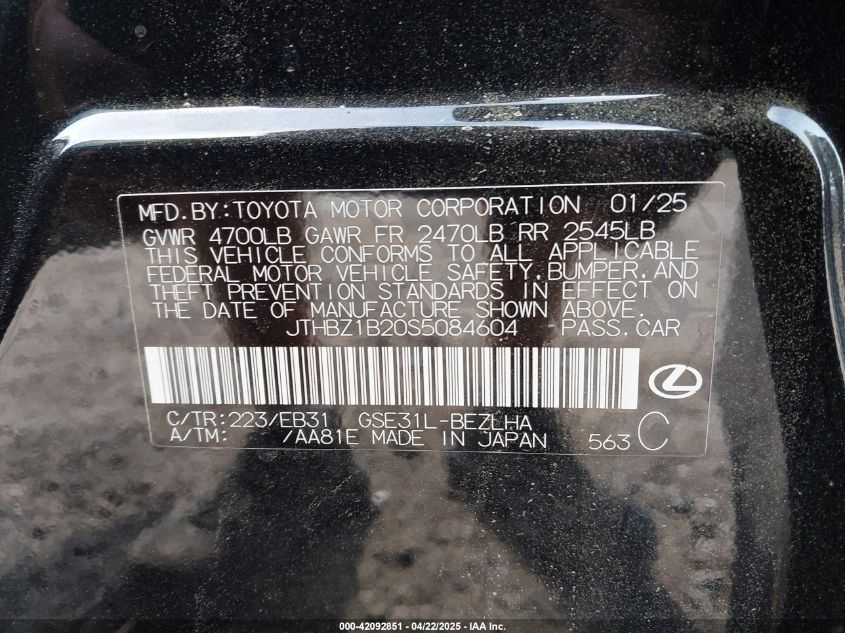 MFD.BY:TOYOTA MOTOR CORPORATION 01/25
GVWR 4700LB GAWR FR 2470LB RR 2545LB
THIS VEHICLE CONFORMS TO ALL APPLICABLE
FEDERAL MOTOR VEHICLE SAFETY,BUMPER,AND
THEFT PREVENTION STANDARDS IN EFFECT ON
THE DATE OF MANUFACTURE SHOWN ABOVE.
JTHBZ1B20S5084604 PASS.CAR
C/TR:223/EB31 GSE31L-BEZLHA
A/TM: /AA81E MADE IN JAPAN 563 C
000-42092851 - 04/22/2025 - IAA Inc.